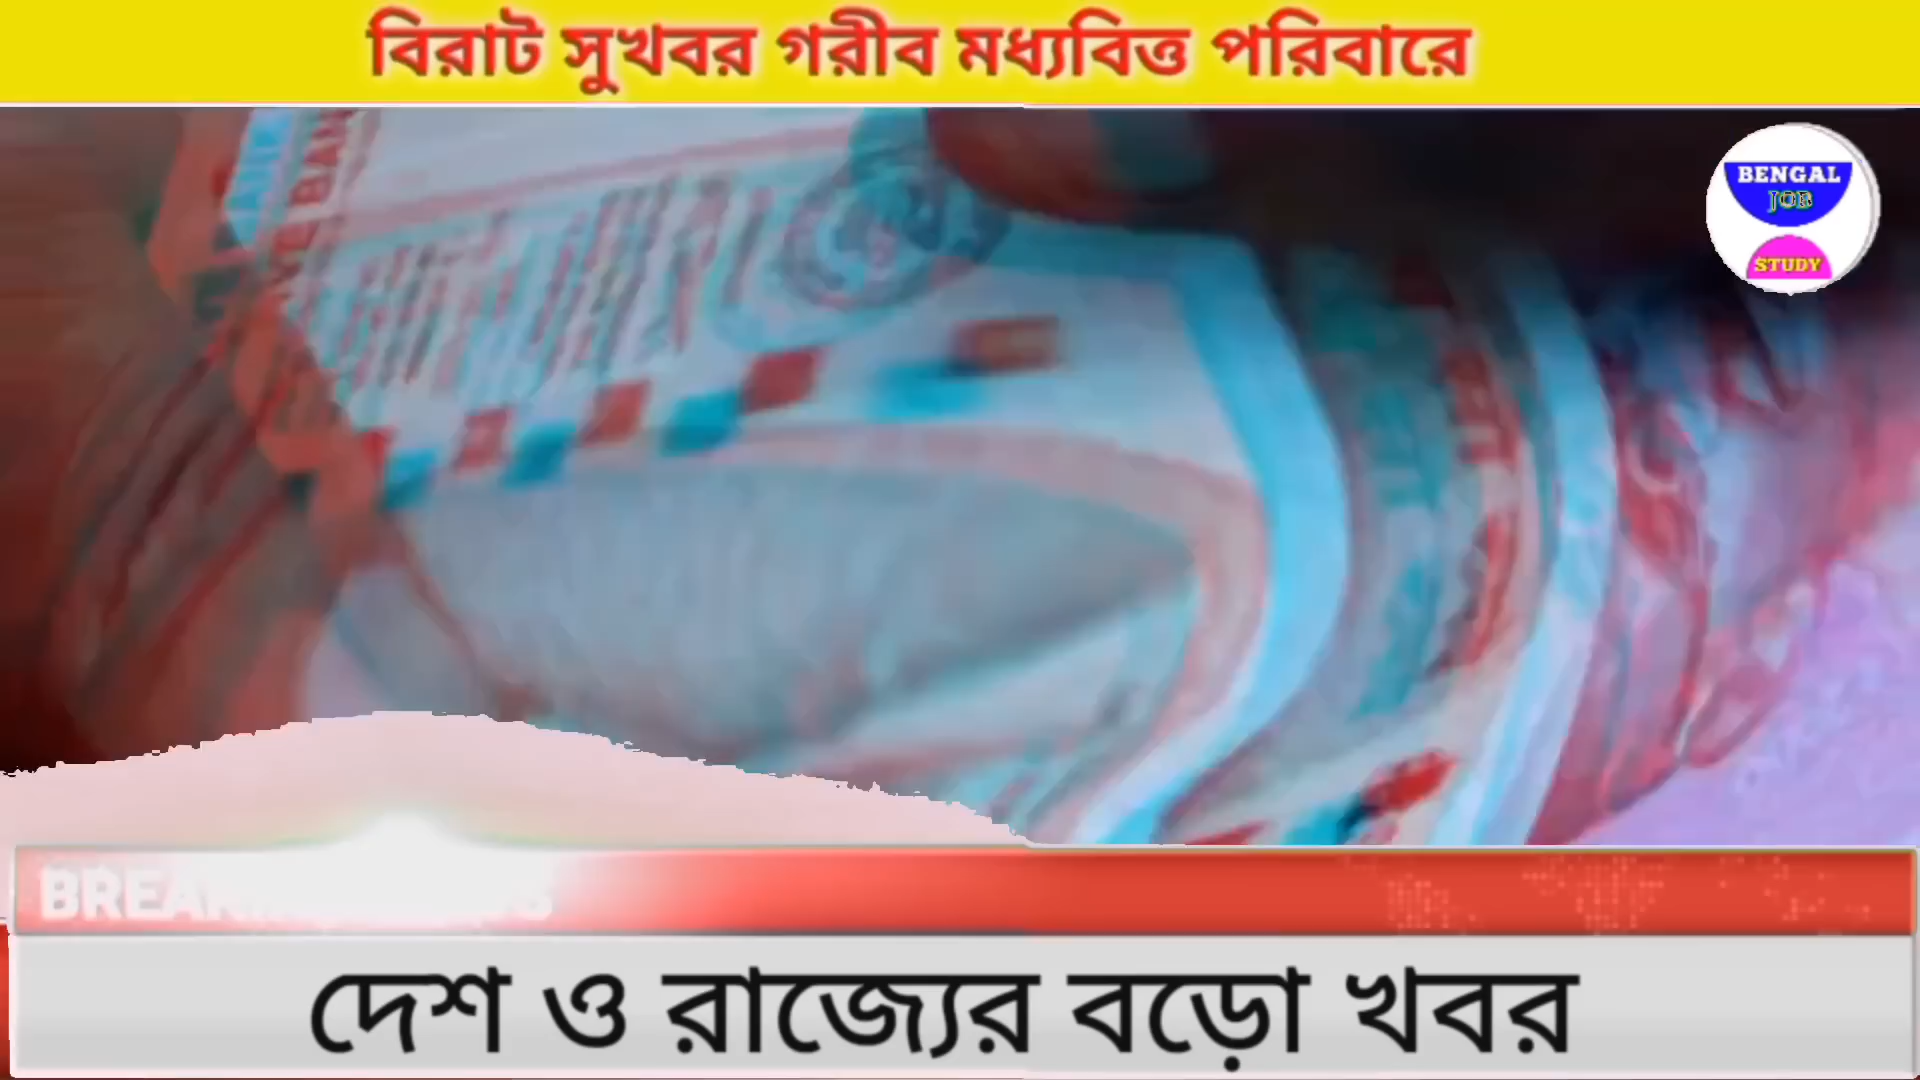 বিরাট সুখবর গরীব মধ্যবিত্ত পরিবারে
BENGAL
JOB
STUDY
দেশ ও রাজ্যের বড়ো খবর